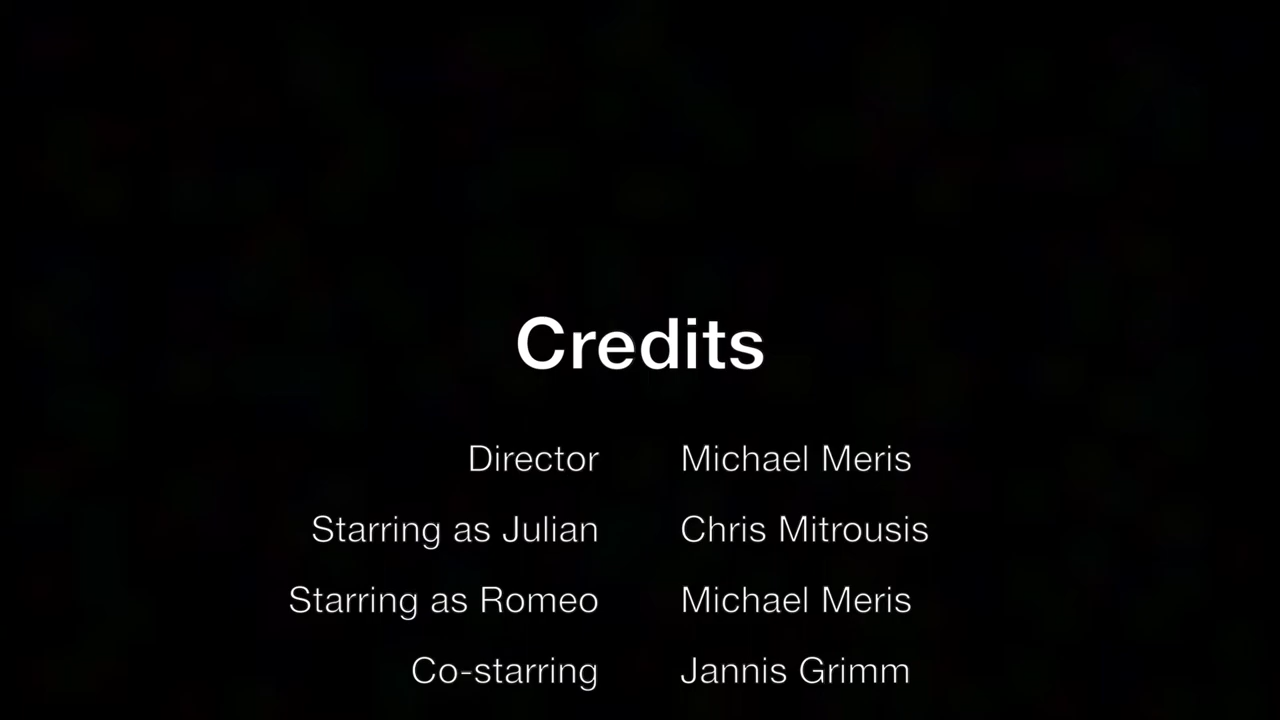 Credits
Director Michael Meris
Starring as Julian Chris Mitrousis
Starring as Romeo Michael Meris
Co-starring Jannis Grimm